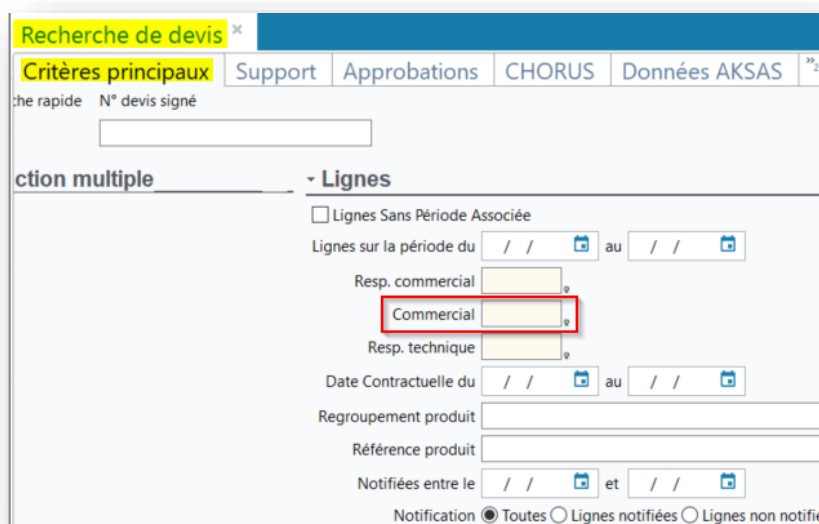 Recherche de devis ×
Critères principaux Support Approbations CHORUS Données AKSAS »2
che rapide N° devis signé
ction multiple Lignes
Lignes Sans Période Associée
Lignes sur la période du / / au / /
Resp. commercial
Commercial
Resp. technique
Date Contractuelle du / / au / /
Regroupement produit
Référence produit
Notifiées entre le / / et / /
Notification Toutes Lignes notifiées Lignes non notifié